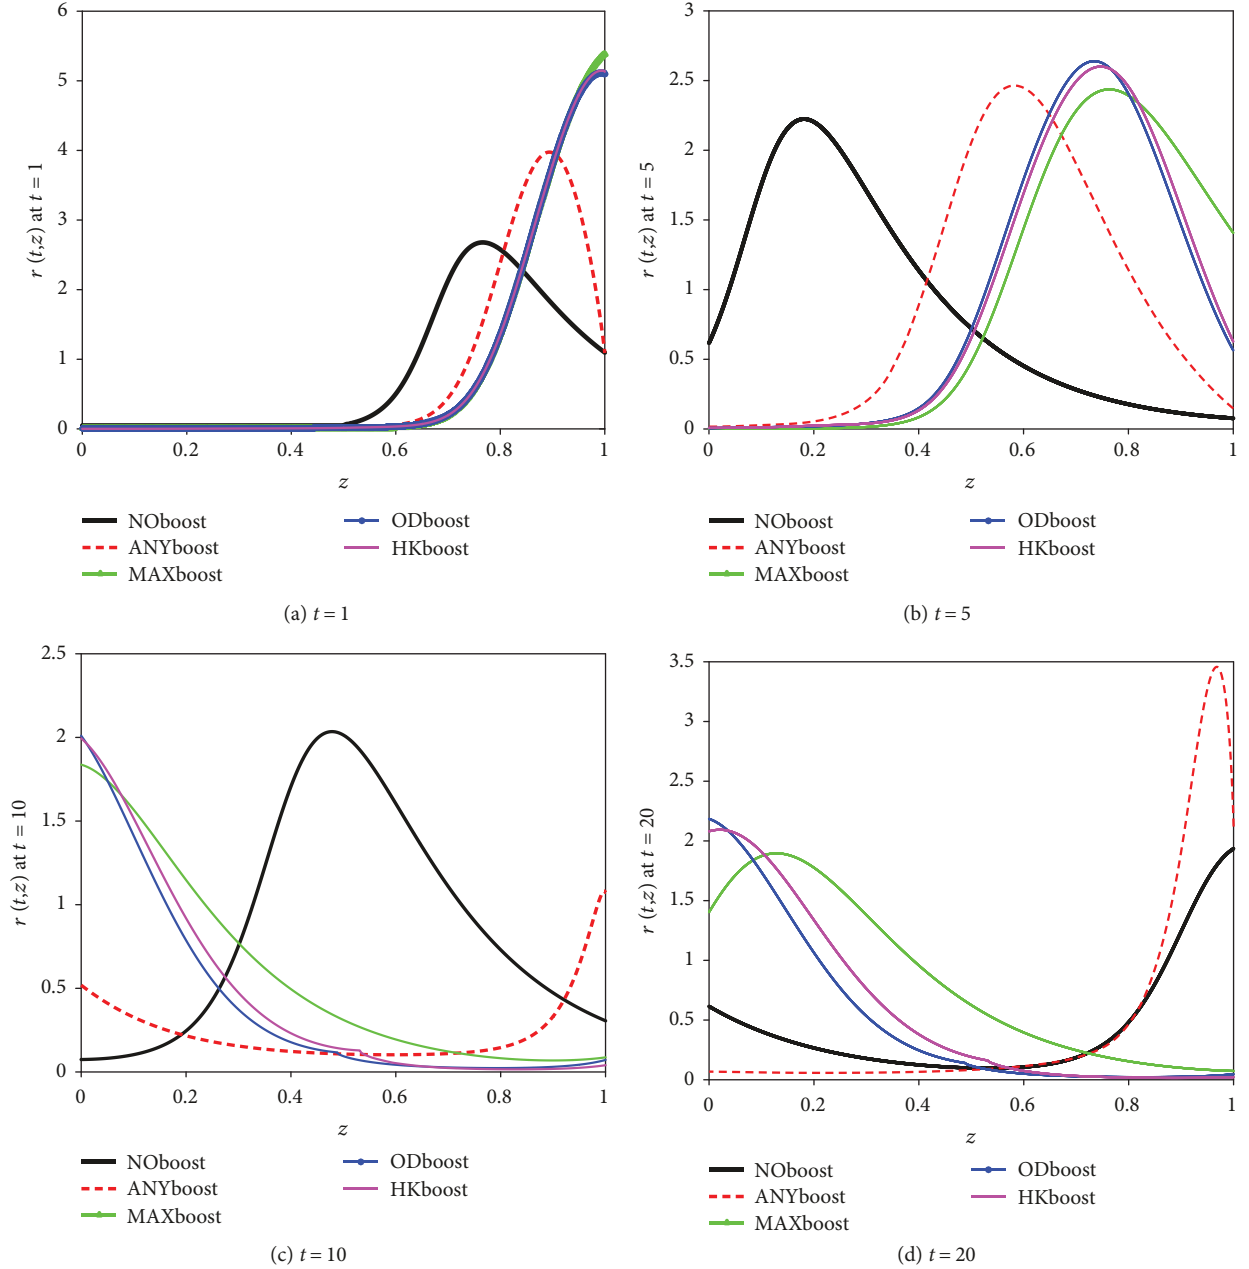 6
5
4
3
2
1
0
r (t,z) at t = 1
0 0.2 0.4 0.6 0.8 1
z
NOboost
ANYboost
MAXboost
ODboost
HKboost
(a) t = 1
3
2.5
2
1.5
1
0.5
0
r (t,z) at t = 5
0 0.2 0.4 0.6 0.8 1
z
NOboost
ANYboost
MAXboost
ODboost
HKboost
(b) t = 5
2.5
2
1.5
1
0.5
0
r (t,z) at t = 10
0 0.2 0.4 0.6 0.8 1
z
NOboost
ANYboost
MAXboost
ODboost
HKboost
(c) t = 10
3.5
3
2.5
2
1.5
1
0.5
0
r (t,z) at t = 20
0 0.2 0.4 0.6 0.8 1
z
NOboost
ANYboost
MAXboost
ODboost
HKboost
(d) t = 20